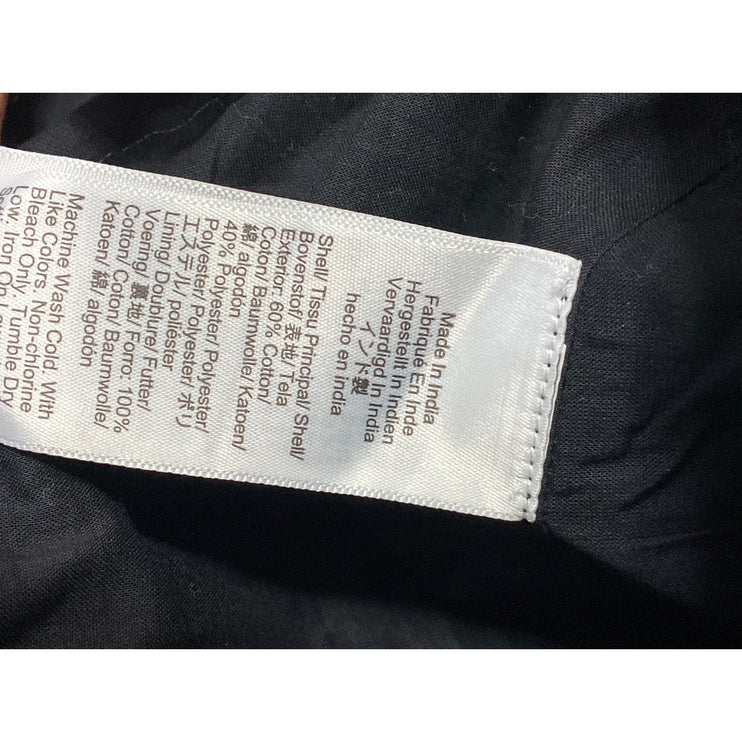 Made In India
Fabriqué En Inde
Hergestellt In Indien
Vervaardigd In Indien
インド製
hecho en india
Shell/ Tissu Principal/ Shell/
Bovenstof/ 表地/ Tela
Exterior: 60% Cotton/
Coton/ Baumwolle/ Katoen/
綿/ algodón
40% Polyester/ Polyester/
Polyester/ Polyester/ ポリ
エステル/ poliester
Lining/ Doublure/ Futter/
Voering/ 裏地/ Forro: 100%
Cotton/ Coton/ Baumwolle/
Katoen/ 綿/ algodón
Machine Wash Cold. With
Like Colors. Non-chlorine
Bleach Only. Tumble Dry
Low. Iron On